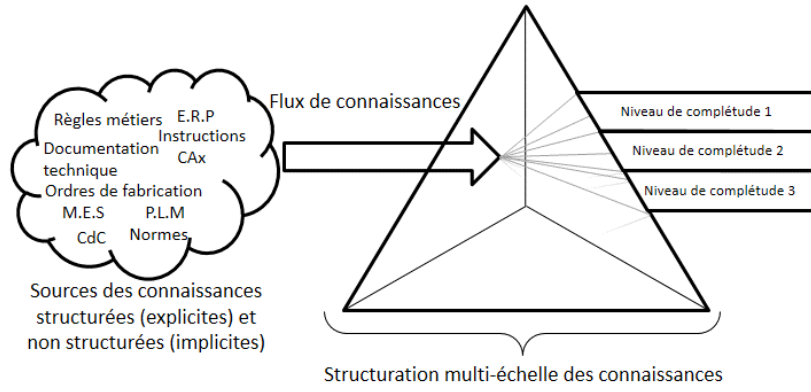 Règles métiers
E.R.P
Instructions
Documentation
technique
CAx
Ordres de fabrication
M.E.S
P.L.M
CdC
Normes
Sources des connaissances
structurées (explicites) et
non structurées (implicites)
Flux de connaissances
Niveau de complétude 1
Niveau de complétude 2
Niveau de complétude 3
Structuration multi-échelle des connaissances